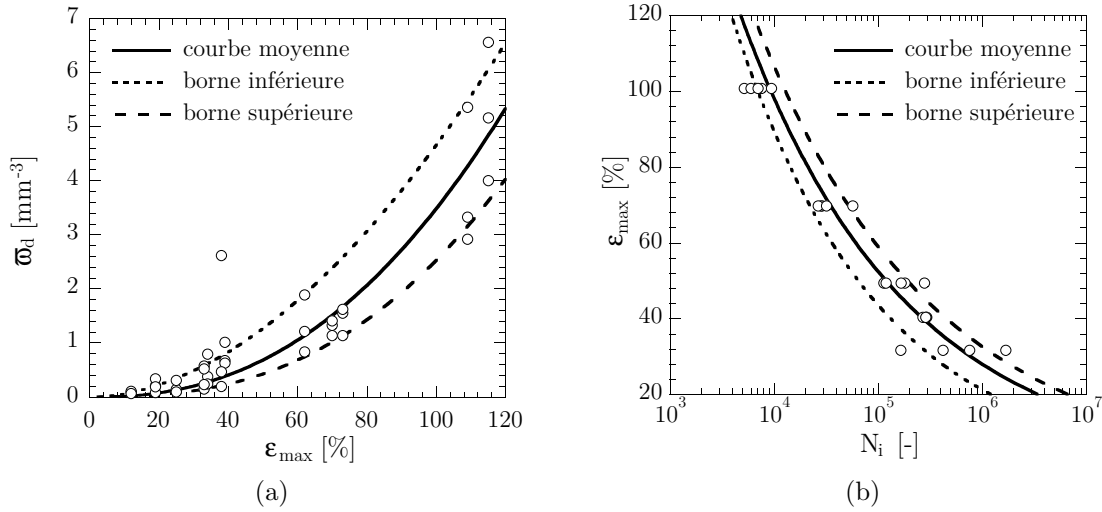 7
6
5
4
3
2
1
0
courbe moyenne
borne inférieure
borne supérieure
ϖd [mm-3]
0 20 40 60 80 100 120
εmax [%]
(a)
120
100
80
60
40
20
courbe moyenne
borne inférieure
borne supérieure
εmax [%]
10³ 10⁴ 10⁵ 10⁶ 10⁷
Ni [-]
(b)